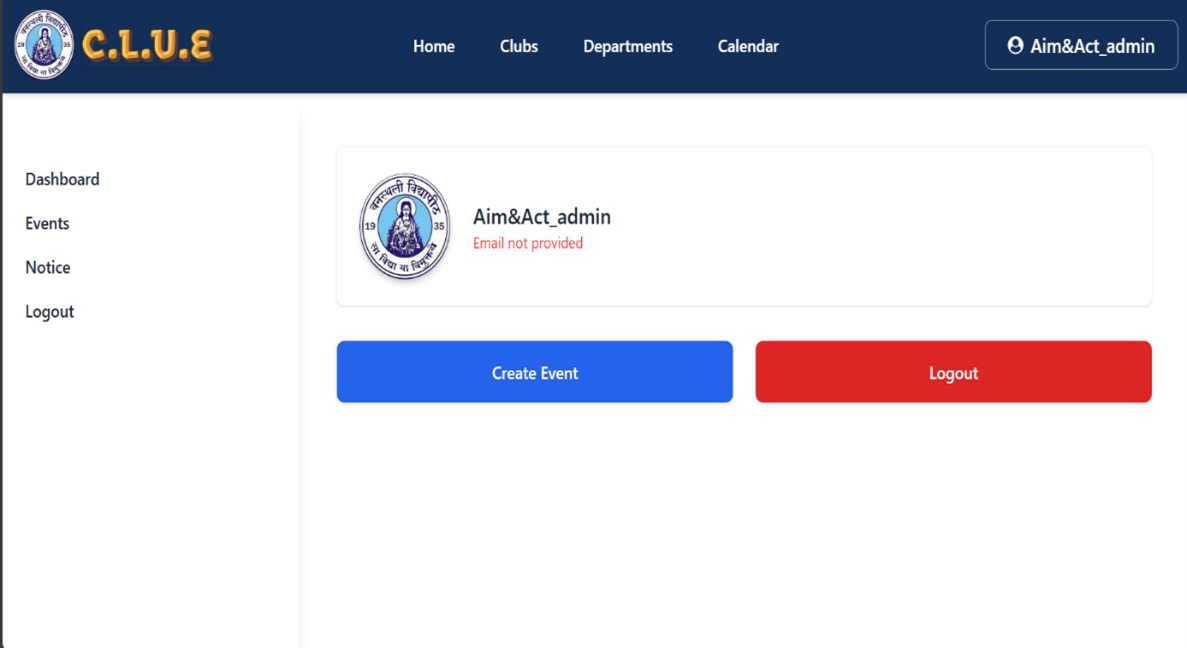 वनस्थली विद्यापीठ
19 35
सा विद्या या विमुक्तये
C.L.U.E
Home
Clubs
Departments
Calendar
Aim&Act_admin
Dashboard
Events
Notice
Logout
वनस्थली विद्यापीठ
19 35
सा विद्या या विमुक्तये
Aim&Act_admin
Email not provided
Create Event
Logout